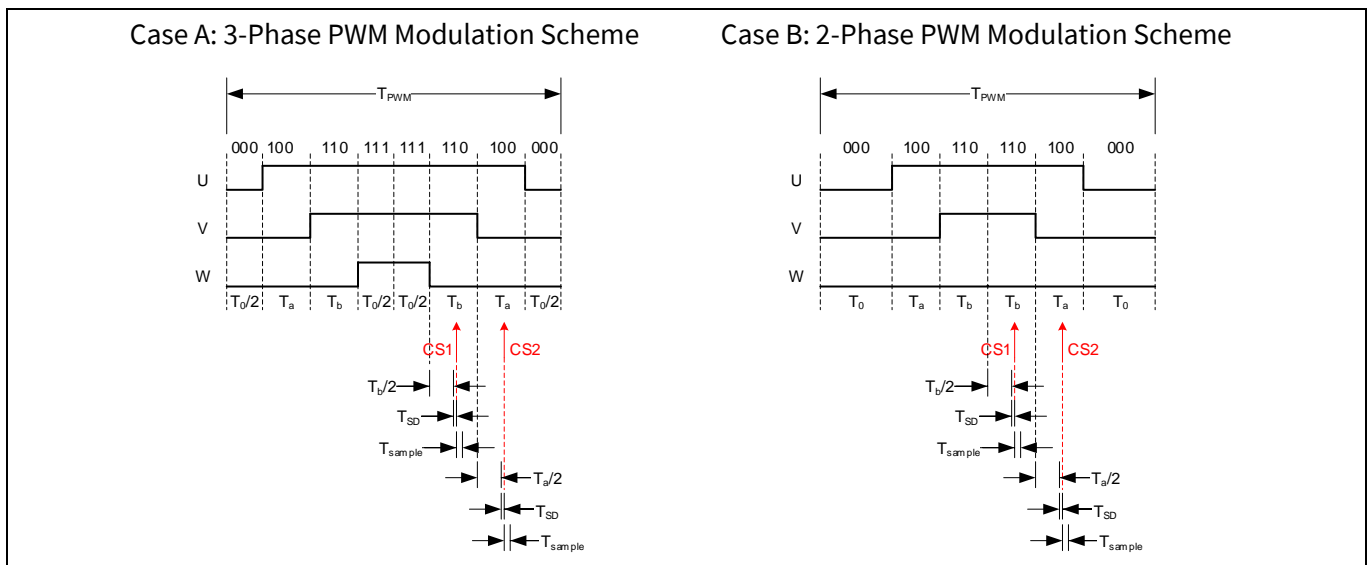 Case A: 3-Phase PWM Modulation Scheme
Case B: 2-Phase PWM Modulation Scheme
TPWM
TPWM
000 100 110 111 111 110 100 000
000 100 110 110 100 000
U
U
V
V
W
W
T0/2 Ta Tb T0/2 T0/2 Tb Ta T0/2
T0 Ta Tb Tb Ta T0
CS1 CS2
CS1 CS2
Tb/2
Tb/2
TSD
TSD
Tsample
Tsample
Ta/2
Ta/2
TSD
TSD
Tsample
Tsample